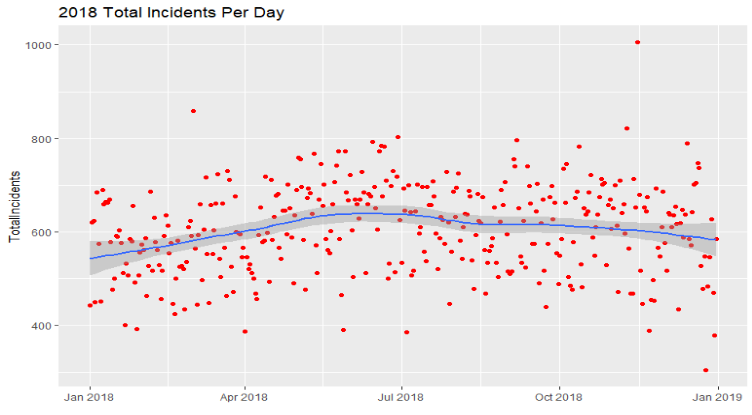 2018 Total Incidents Per Day
TotalIncidents
1000
800
600
400
Jan 2018
Apr 2018
Jul 2018
Oct 2018
Jan 2019